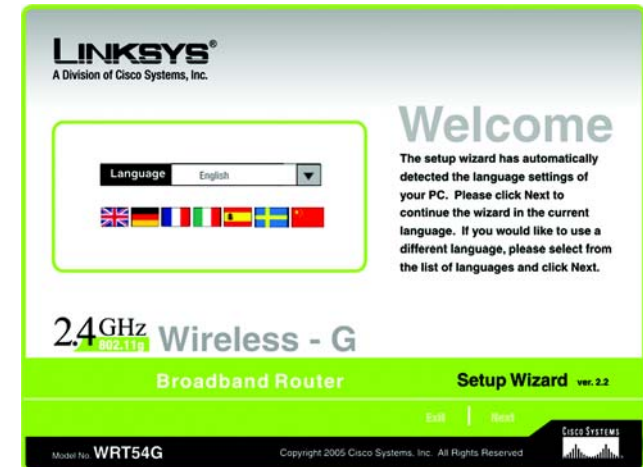 LINKSYS®
A Division of Cisco Systems, Inc.
Welcome
The setup wizard has automatically
detected the language settings of
your PC. Please click Next to
continue the wizard in the current
language. If you would like to use a
different language, please select from
the list of languages and click Next.
Language English
2.4 GHz
802.11g
Wireless - G
Broadband Router
Setup Wizard ver. 2.2
Exit Next
CISCO SYSTEMS
Model No. WRT54G
Copyright 2005 Cisco Systems, Inc. All Rights Reserved